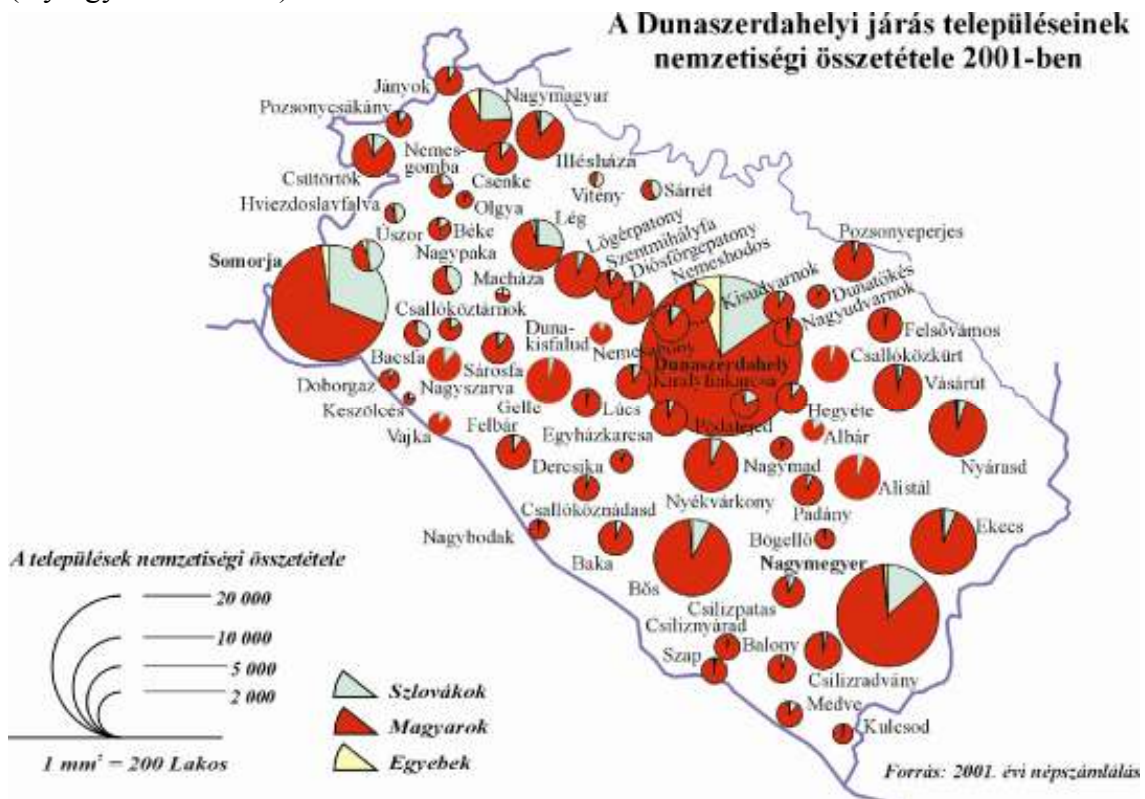 A Dunaszerdahelyi járás településeinek
nemzetiségi összetétele 2001-ben
Jányok
Nagymagyar
Pozsonycsákány
Illésháza
Nemes-
gomba
Csenke
Csütörtök
Vitény
Sárrét
Olgya
Hviezdoslavfalva
Béke
Lég
Lögérpatony
Szentmihályfa
Diósförgepatony
Nemeshodos
Pozsonyeperjes
Úszor
Nagypaka
Somorja
Macháza
Kisudvarnok
Dunatőkés
Nagyudvarnok
Csallóköztárnok
Duna-
kisfalud
Felsővámos
Bacsfa
Nemesabony
Dunaszerdahely
Csallóközkürt
Sárosfa
Királyfiakarcsa
Vásárút
Doborgaz
Nagyszarva
Gelle
Keszölcés
Lúcs
Pódatejed
Hegyéte
Vajka
Felbár
Egyházkarcsa
Albár
Nyárasd
Dercsika
Nagymad
Alistál
Nyékvárkony
Padány
Csallóköznádasd
Ekecs
Nagybodak
Baka
Bögellő
Bős
Nagymegyer
Csilizpatas
Csiliznyárad
Balony
Szap
Csilizradvány
Medve
Kulcsod
A települések nemzetiségi összetétele
20 000
10 000
5 000
2 000
1 mm² = 200 Lakos
Szlovákok
Magyarok
Egyebek
Forrás: 2001. évi népszámlálás